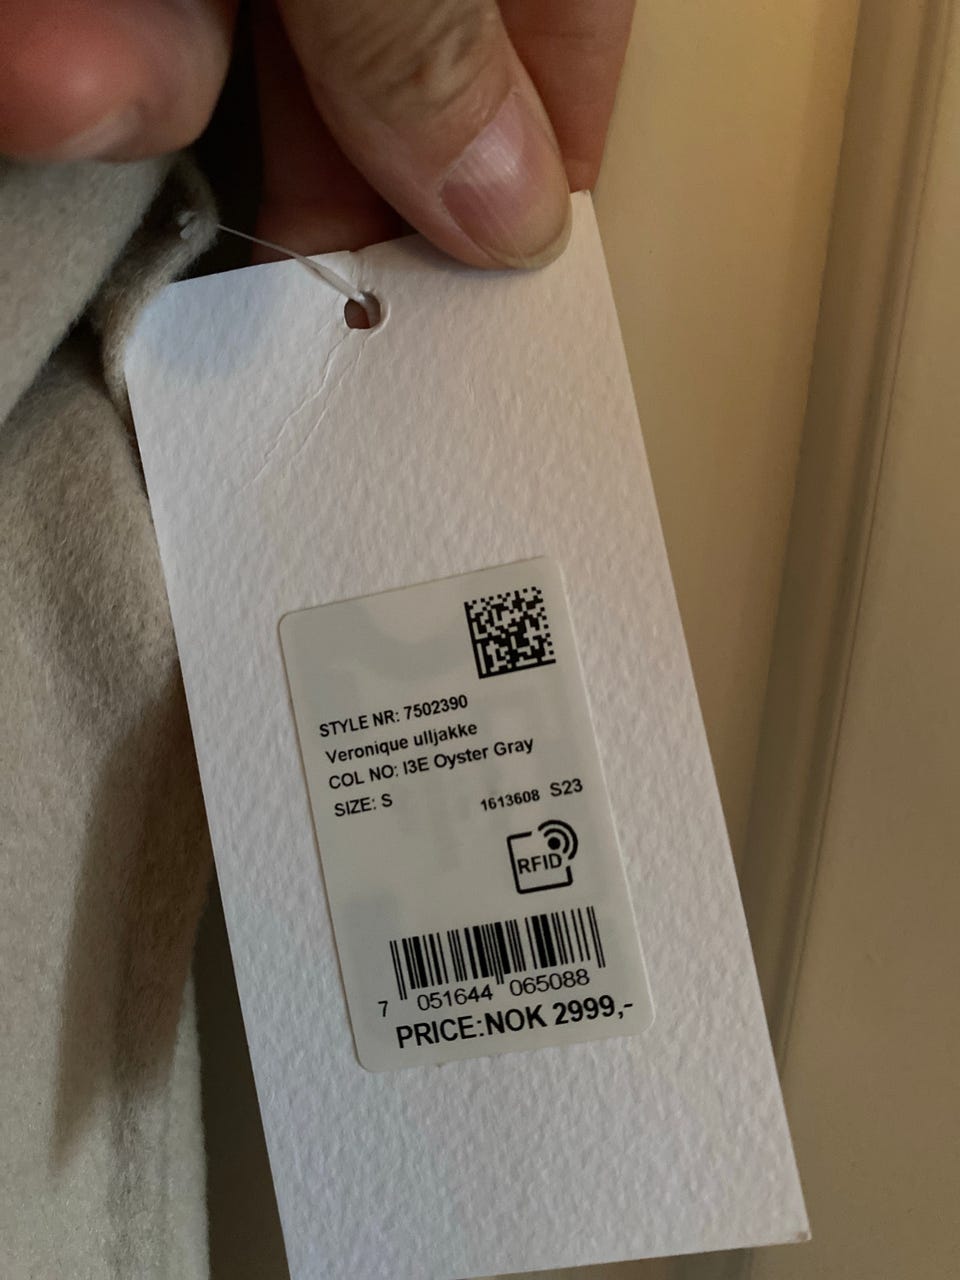 STYLE NR: 7502390
Veronique ulljakke
COL NO: I3E Oyster Gray
SIZE: S 1613608 S23
RFID
7 051644 065088
PRICE:NOK 2999,-